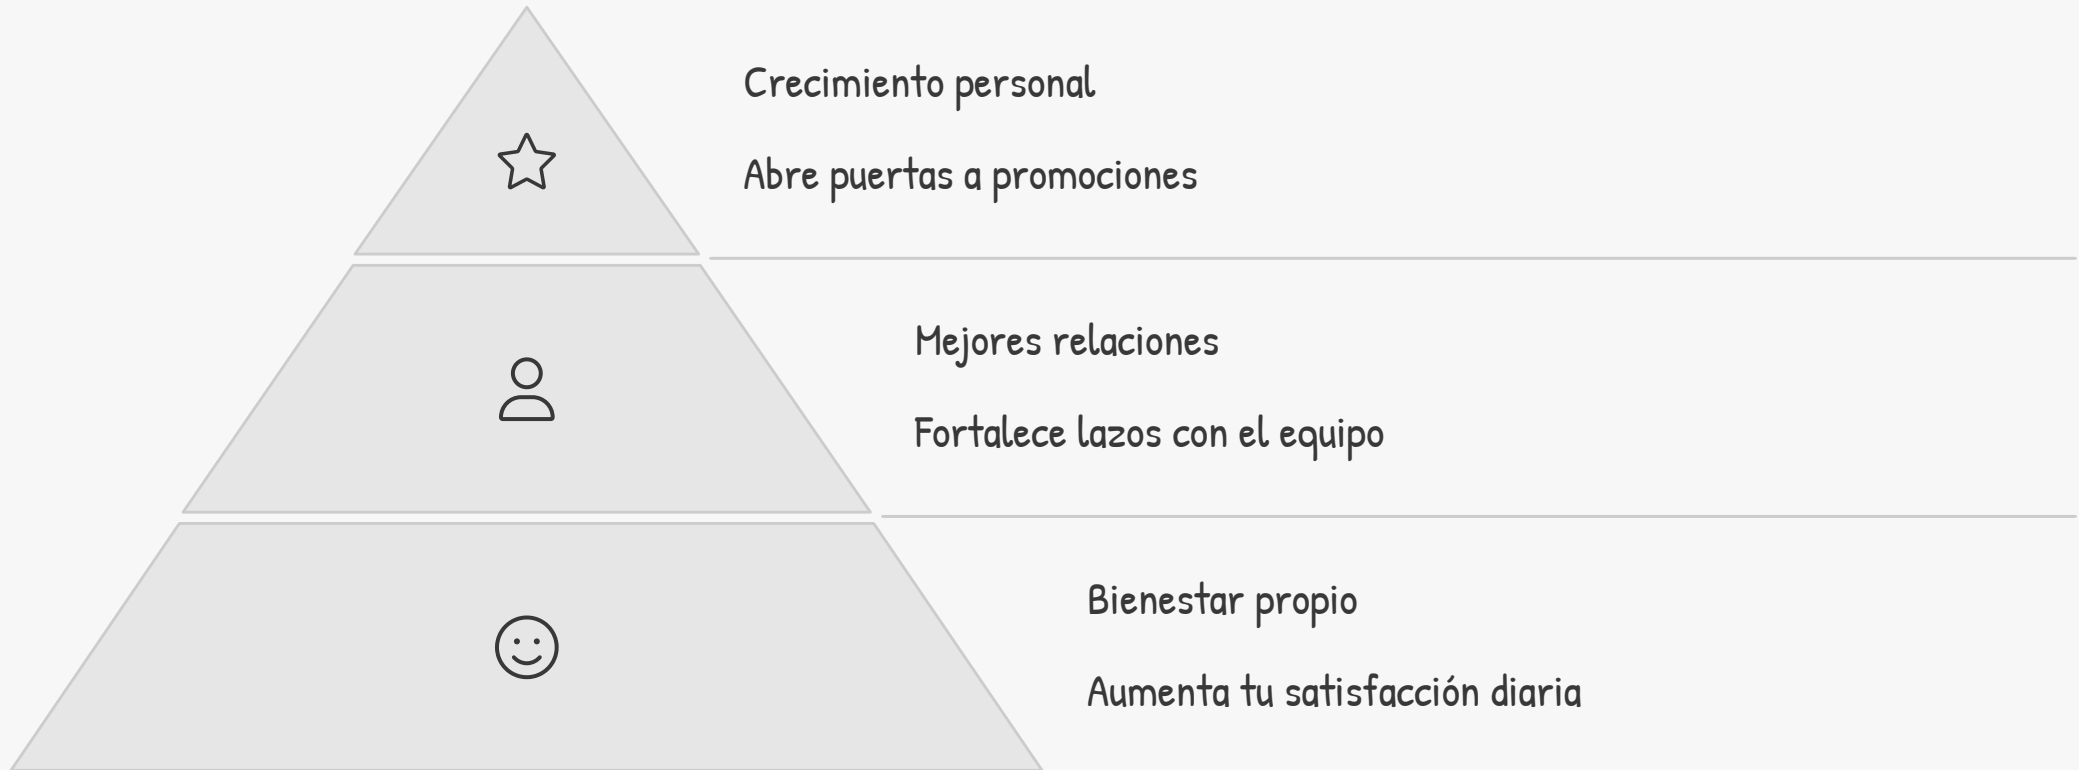 Crecimiento personal
Abre puertas a promociones
Mejores relaciones
Fortalece lazos con el equipo
Bienestar propio
Aumenta tu satisfacción diaria